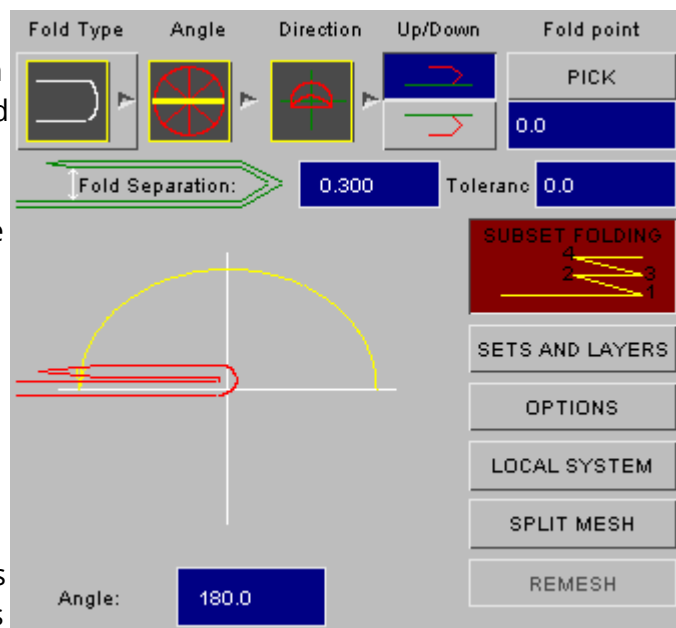 Fold Type Angle Direction Up/Down Fold point
PICK
d
0.0
Fold Separation: 0.300 Toleranc 0.0
e
SUBSET FOLDING
4
2 3
1
SETS AND LAYERS
OPTIONS
LOCAL SYSTEM
SPLIT MESH
s
REMESH
Angle: 180.0
s